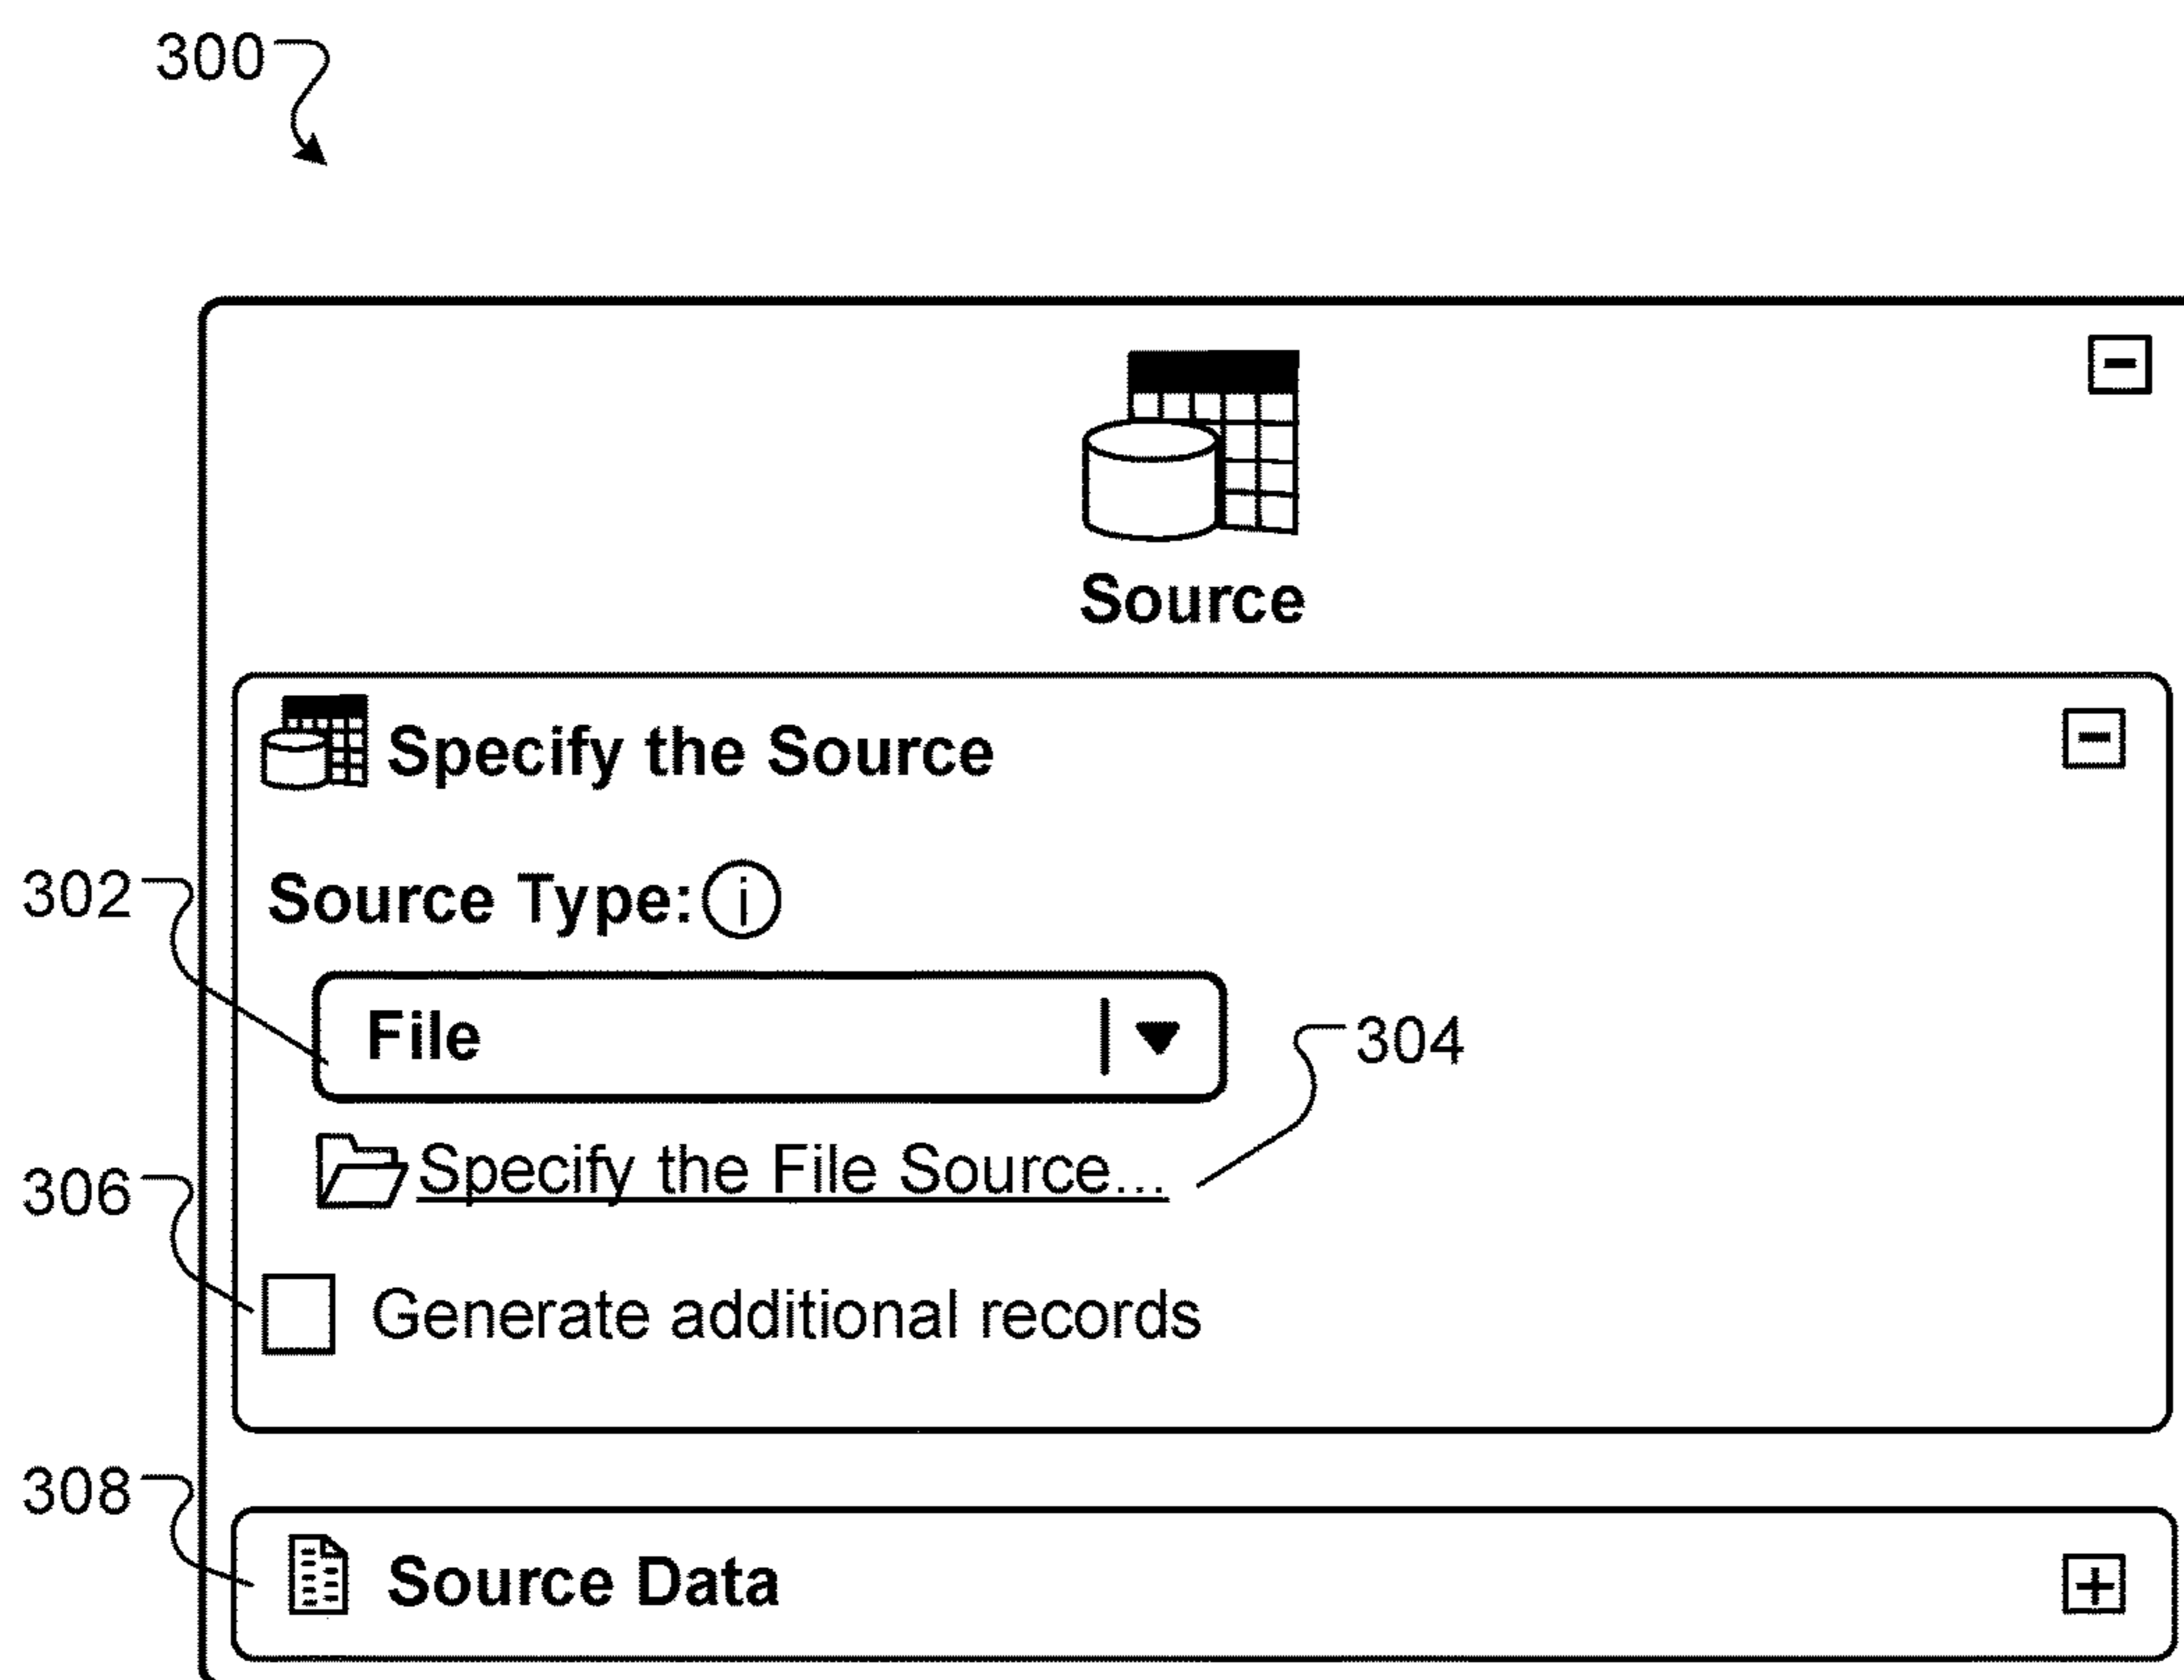 300
Source
Specify the Source
302
Source Type: i
File
304
Specify the File Source...
306
Generate additional records
308
Source Data